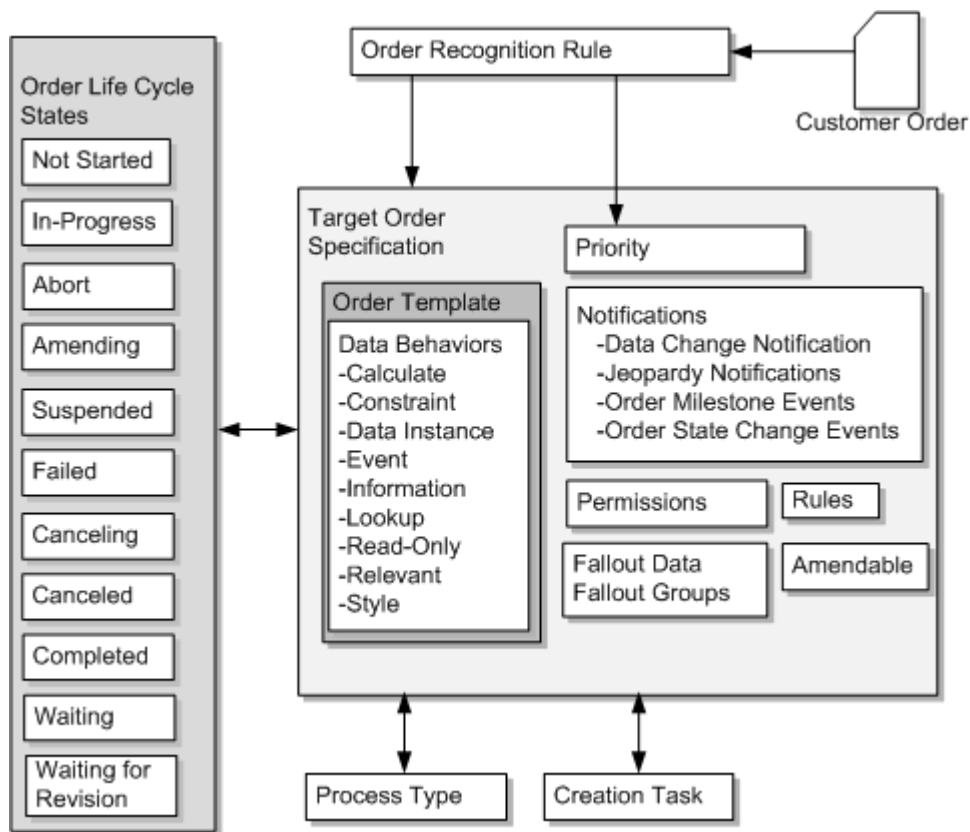 Order Life Cycle
States
Not Started
In-Progress
Abort
Amending
Suspended
Failed
Canceling
Canceled
Completed
Waiting
Waiting for
Revision
Order Recognition Rule
Customer Order
Target Order
Specification
Order Template
Data Behaviors
-Calculate
-Constraint
-Data Instance
-Event
-Information
-Lookup
-Read-Only
-Relevant
-Style
Priority
Notifications
-Data Change Notification
-Jeopardy Notifications
-Order Milestone Events
-Order State Change Events
Permissions
Rules
Fallout Data
Fallout Groups
Amendable
Process Type
Creation Task